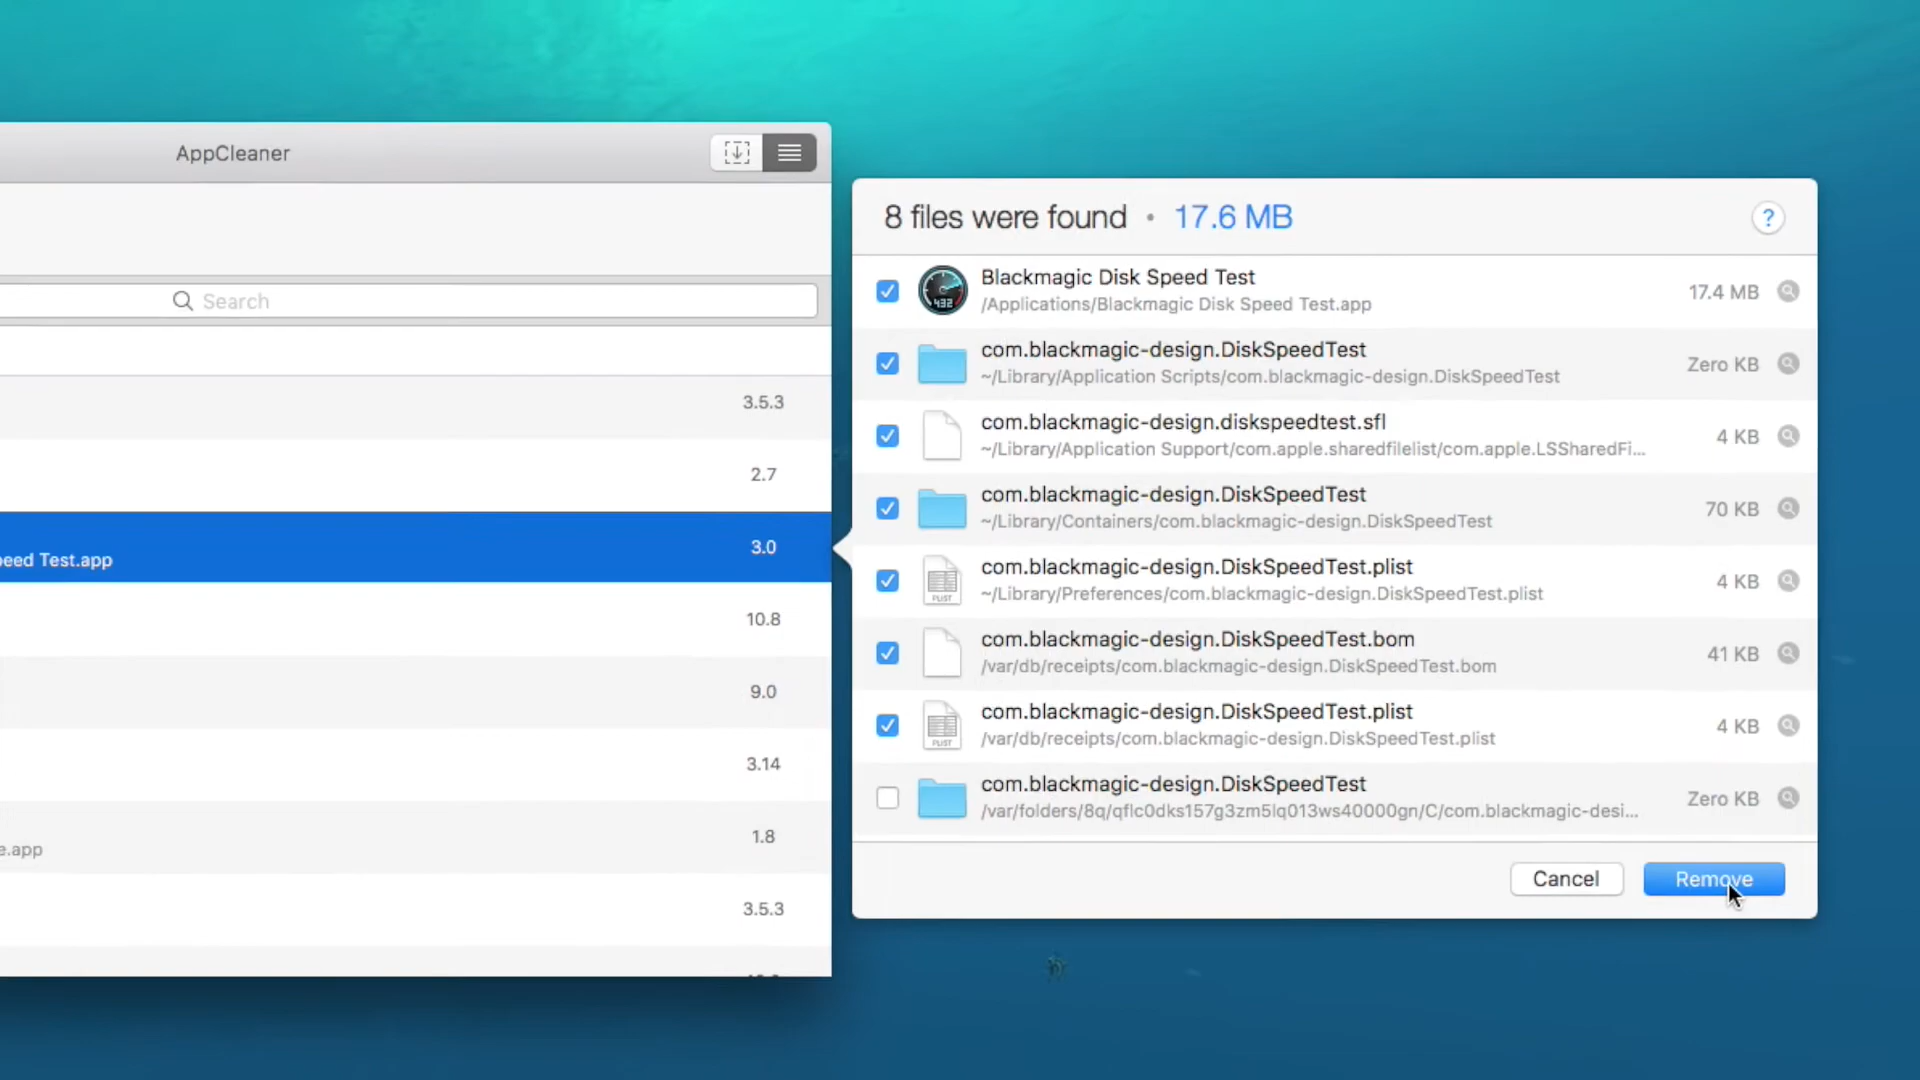 AppCleaner
Search
3.5.3
2.7
3.0
eed Test.app
10.8
9.0
3.14
1.8
e.app
3.5.3
8 files were found • 17.6 MB
?
Blackmagic Disk Speed Test
/Applications/Blackmagic Disk Speed Test.app
17.4 MB
com.blackmagic-design.DiskSpeedTest
~/Library/Application Scripts/com.blackmagic-design.DiskSpeedTest
Zero KB
com.blackmagic-design.diskspeedtest.sfl
~/Library/Application Support/com.apple.sharedfilelist/com.apple.LSSharedFi...
4 KB
com.blackmagic-design.DiskSpeedTest
~/Library/Containers/com.blackmagic-design.DiskSpeedTest
70 KB
com.blackmagic-design.DiskSpeedTest.plist
~/Library/Preferences/com.blackmagic-design.DiskSpeedTest.plist
4 KB
PLIST
com.blackmagic-design.DiskSpeedTest.bom
/var/db/receipts/com.blackmagic-design.DiskSpeedTest.bom
41 KB
com.blackmagic-design.DiskSpeedTest.plist
/var/db/receipts/com.blackmagic-design.DiskSpeedTest.plist
4 KB
PLIST
com.blackmagic-design.DiskSpeedTest
/var/folders/8q/qflc0dks157g3zm5lq013ws40000gn/C/com.blackmagic-desi...
Zero KB
Cancel
Remove